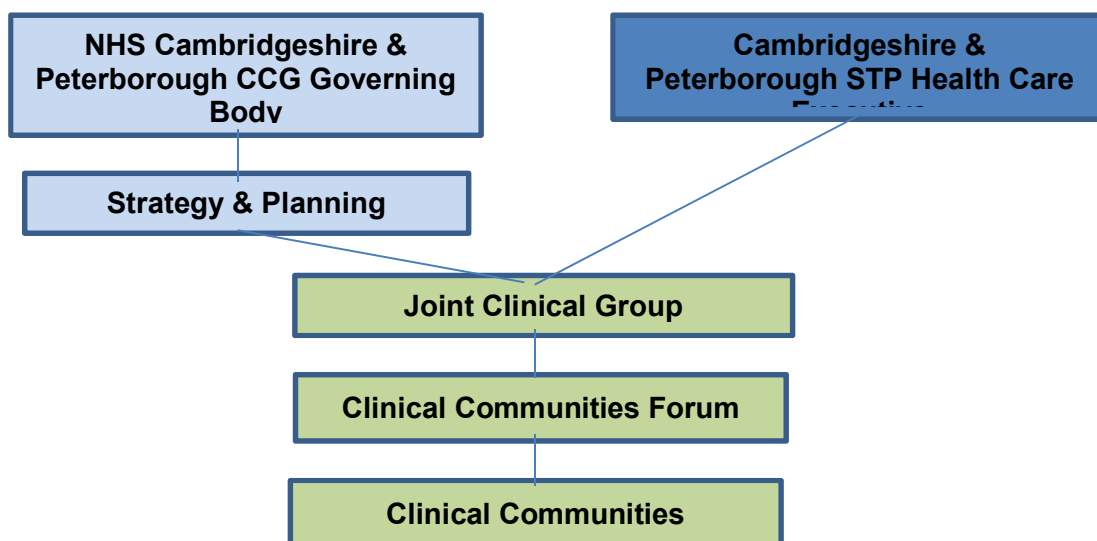 NHS Cambridgeshire &
Peterborough CCG Governing
Body
Cambridgeshire &
Peterborough STP Health Care
Strategy & Planning
Joint Clinical Group
Clinical Communities Forum
Clinical Communities